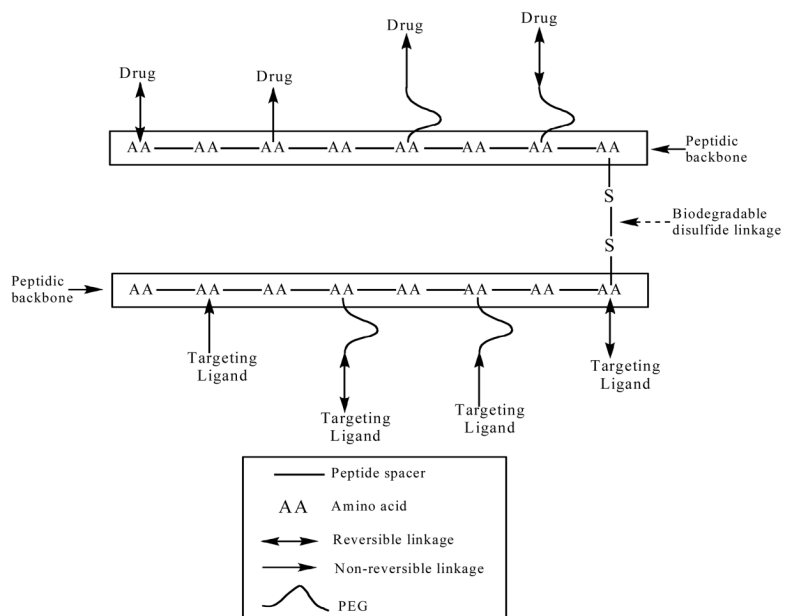 Drug
Drug
Drug
Drug
AA AA AA AA AA AA AA AA
Peptidic
backbone
S
Biodegradable
disulfide linkage
S
Peptidic
backbone
AA AA AA AA AA AA AA AA
Targeting
Ligand
Targeting
Ligand
Targeting
Ligand
Targeting
Ligand
Peptide spacer
AA Amino acid
Reversible linkage
Non-reversible linkage
PEG